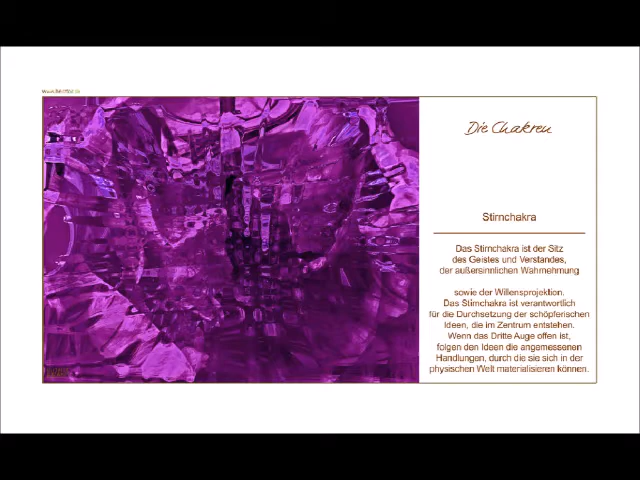 Die Chakren
Stirnchakra
Das Stirnchakra ist der Sitz
des Geistes und Verstandes,
der außersinnlichen Wahrnehmung
sowie der Willensprojektion.
Das Stirnchakra ist verantwortlich
für die Durchsetzung der schöpferischen
Ideen, die im Zentrum entstehen.
Wenn das Dritte Auge offen ist,
folgen den Ideen die angemessenen
Handlungen, durch die sie sich in der
physischen Welt materialisieren können.